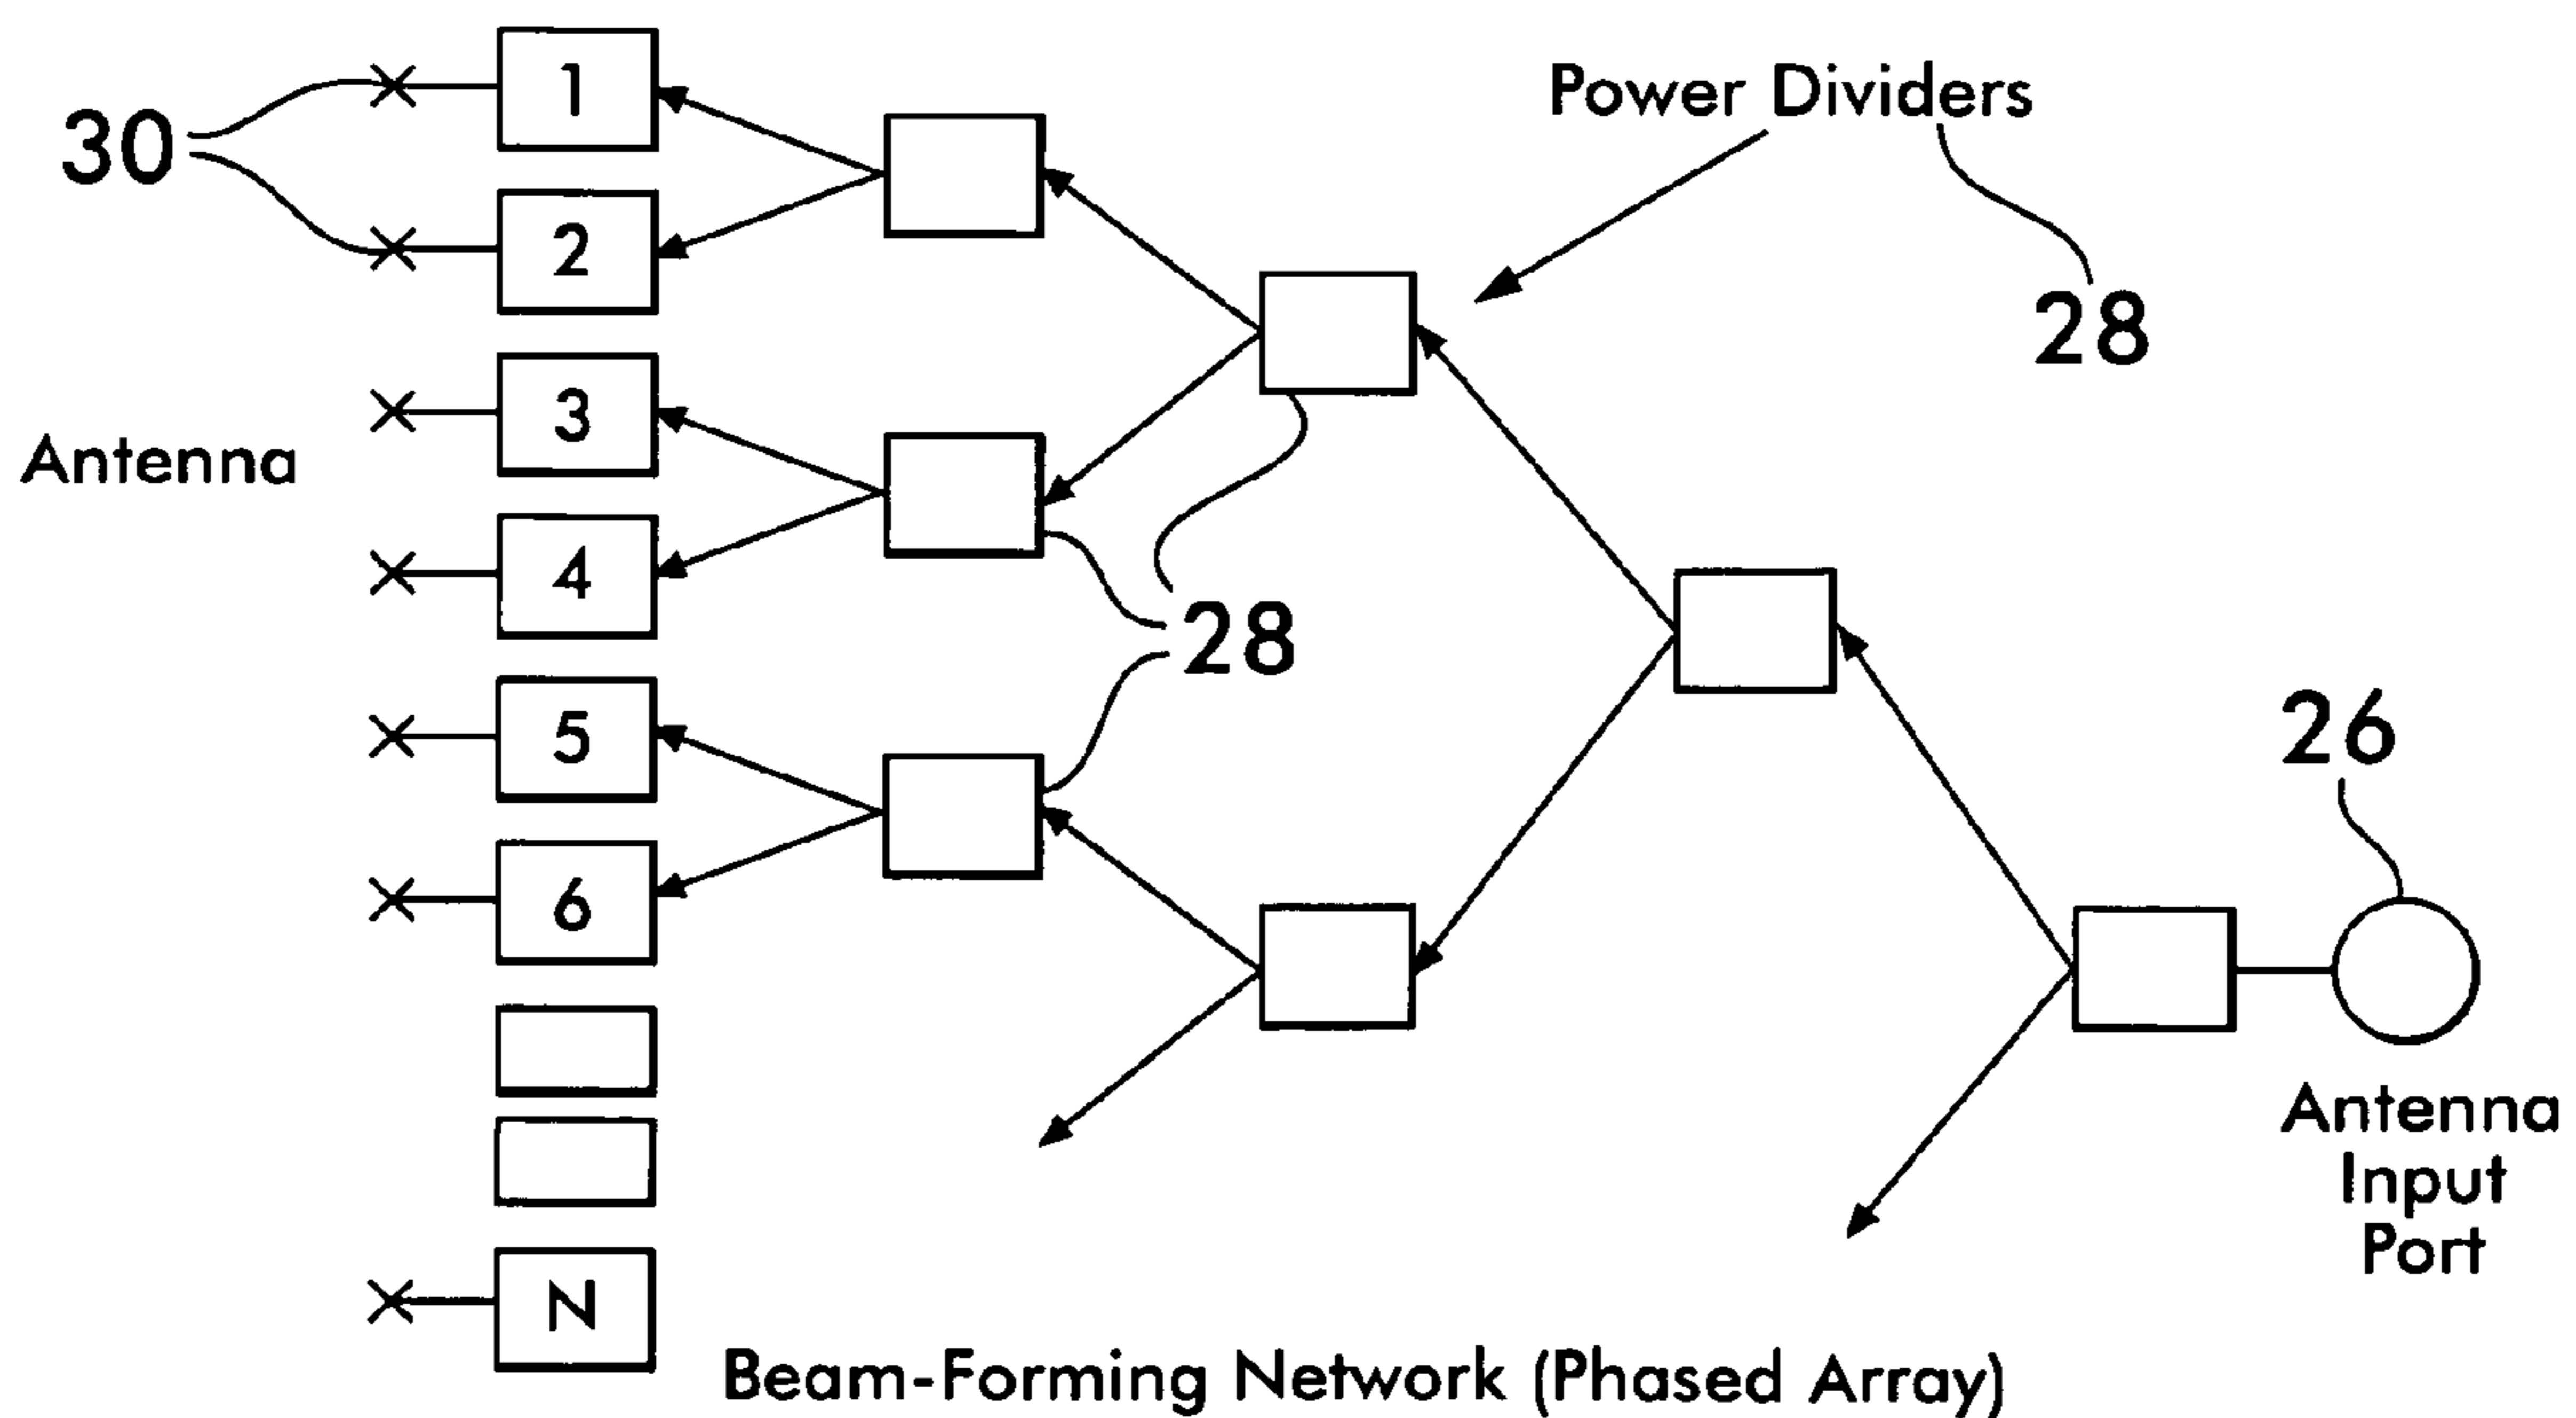 1
Power Dividers
30
2
28
3
Antenna
4
28
5
26
6
Antenna
Input
Port
N
Beam-Forming Network (Phased Array)